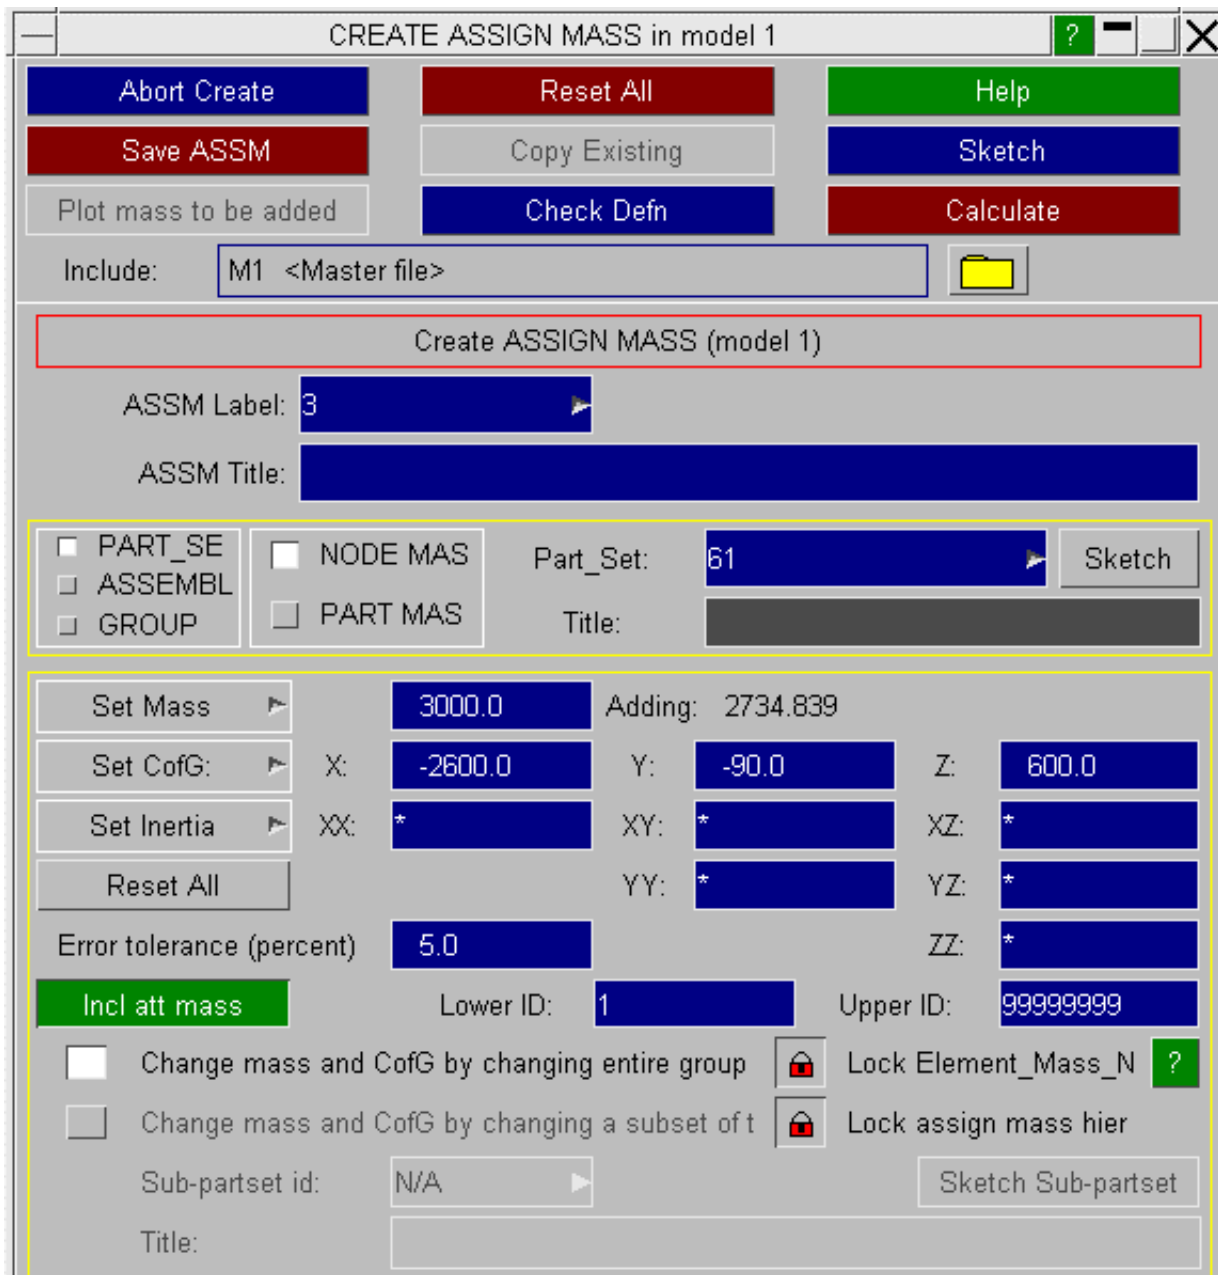 CREATE ASSIGN MASS in model 1 ?
Abort Create Reset All Help
Save ASSM Copy Existing Sketch
Plot mass to be added Check Defn Calculate
Include: M1 <Master file>
Create ASSIGN MASS (model 1)
ASSM Label: 3
ASSM Title:
PART_SE NODE MAS Part_Set: 61 Sketch
ASSEMBL
GROUP PART MAS Title:
Set Mass 3000.0 Adding: 2734.839
Set CofG: X: -2600.0 Y: -90.0 Z: 600.0
Set Inertia XX: * XY: * XZ: *
Reset All YY: * YZ: *
Error tolerance (percent) 5.0 ZZ: *
Incl att mass Lower ID: 1 Upper ID: 99999999
Change mass and CofG by changing entire group Lock Element_Mass_N ?
Change mass and CofG by changing a subset of t Lock assign mass hier
Sub-partset id: N/A Sketch Sub-partset
Title: